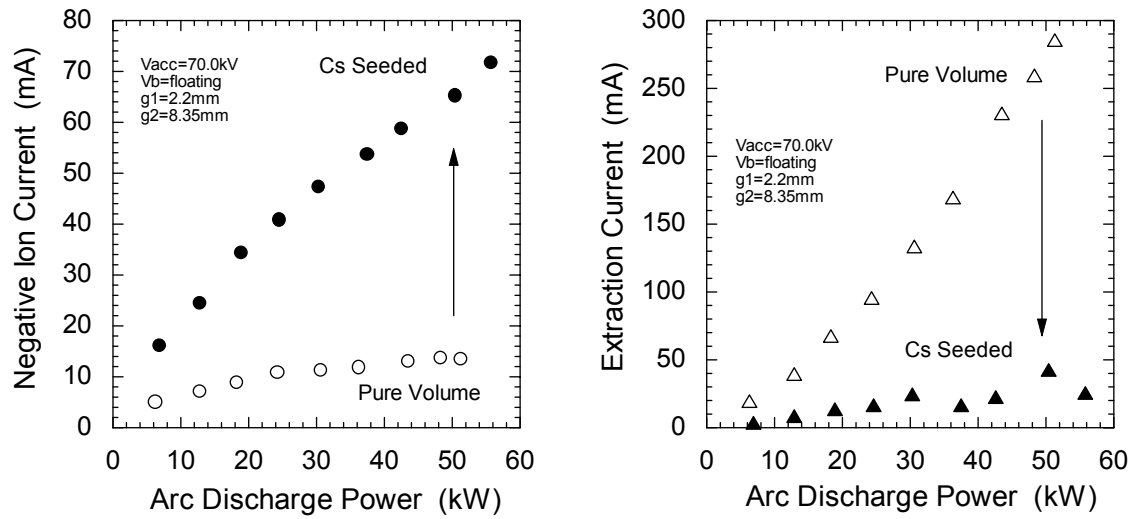 Negative Ion Current (mA)
80
70
60
50
40
30
20
10
0
Vacc=70.0kV
Vb=floating
g1=2.2mm
g2=8.35mm
Cs Seeded
Pure Volume
0 10 20 30 40 50 60
Arc Discharge Power (kW)
Extraction Current (mA)
300
250
200
150
100
50
0
Pure Volume
Vacc=70.0kV
Vb=floating
g1=2.2mm
g2=8.35mm
Cs Seeded
0 10 20 30 40 50 60
Arc Discharge Power (kW)